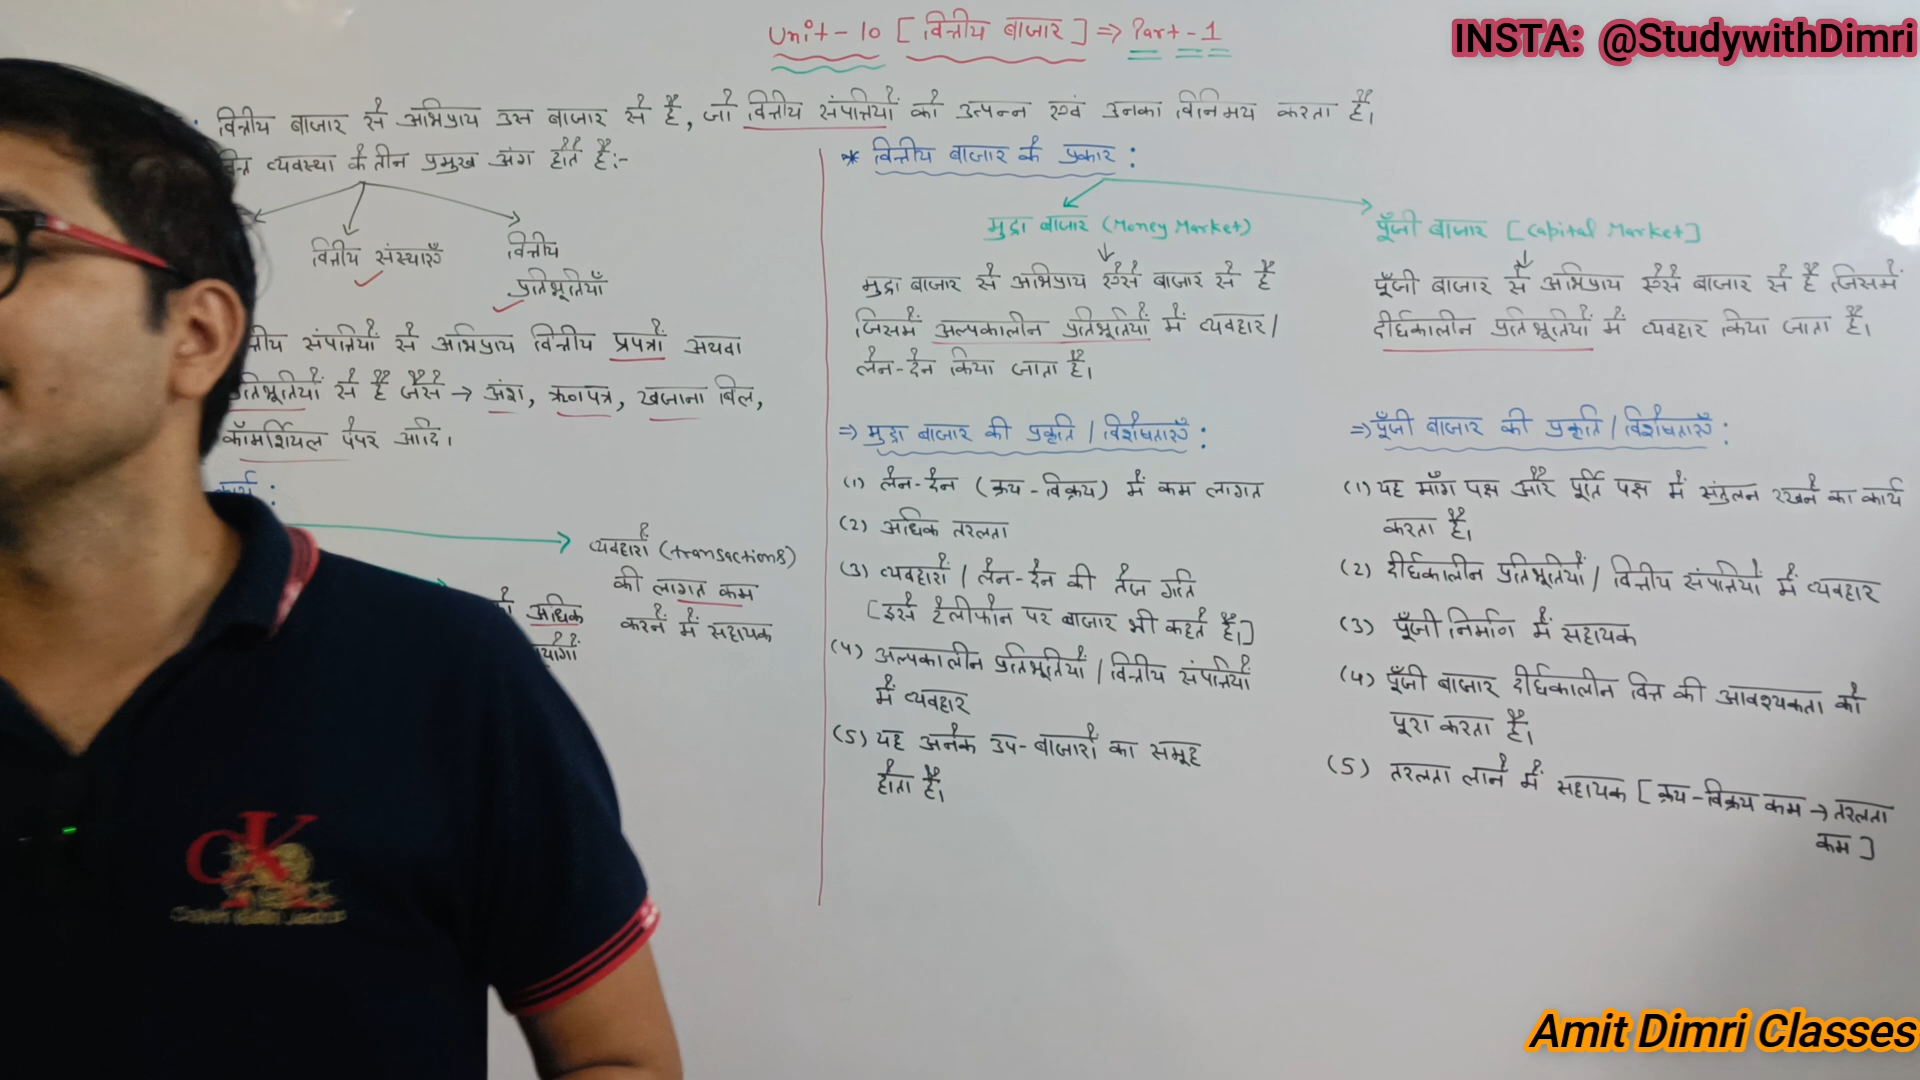 Unit-10 [वित्तीय बाजार] ⇒ Part-1
INSTA: @StudywithDimri
वित्तीय बाजार से अभिप्राय उस बाजार से है, जो वित्तीय संपत्तियों को उत्पन्न एवं उनका विनिमय करता है।
वित्त व्यवस्था के तीन प्रमुख अंग होते है:-
वित्तीय संस्थाएँ
वित्तीय
प्रतिभूतियाँ
संपत्तियों से अभिप्राय वित्तीय प्रपत्रों अथवा
प्रतिभूतियों से है जैसे → अंश, ऋणपत्र, खजाना बिल,
कॉमर्शियल पेपर आदि।
कार्य :
व्यवहारों (transactions)
की लागत कम
करने में सहायक
अधिक
* वित्तीय बाजार के प्रकार :
मुद्रा बाजार (Money Market)
मुद्रा बाजार से अभिप्राय ऐसे बाजार से है
जिसमें अल्पकालीन प्रतिभूतियों में व्यवहार/
लेन-देन किया जाता है।
⇒ मुद्रा बाजार की प्रकृति / विशेषताएँ :
(1) लेन-देन (क्रय-विक्रय) में कम लागत
(2) अधिक तरलता
(3) व्यवहारों / लेन-देन की तेज गति
[इसे टेलीफोन पर बाजार भी कहते है।]
(4) अल्पकालीन प्रतिभूतियों / वित्तीय संपत्तियों
में व्यवहार
(5) यह अनेक उप-बाजारों का समूह
होता है।
पूँजी बाजार [Capital Market]
पूँजी बाजार से अभिप्राय ऐसे बाजार से है जिसमें
दीर्घकालीन प्रतिभूतियों में व्यवहार किया जाता है।
⇒ पूँजी बाजार की प्रकृति / विशेषताएँ :
(1) यह माँग पक्ष और पूर्ति पक्ष में संतुलन रखने का कार्य
करता है।
(2) दीर्घकालीन प्रतिभूतियों / वित्तीय संपत्तियों में व्यवहार
(3) पूँजी निर्माण में सहायक
(4) पूँजी बाजार दीर्घकालीन वित्त की आवश्यकता को
पूरा करता है।
(5) तरलता लाने में सहायक [क्रय-विक्रय कम → तरलता
कम]
Amit Dimri Classes